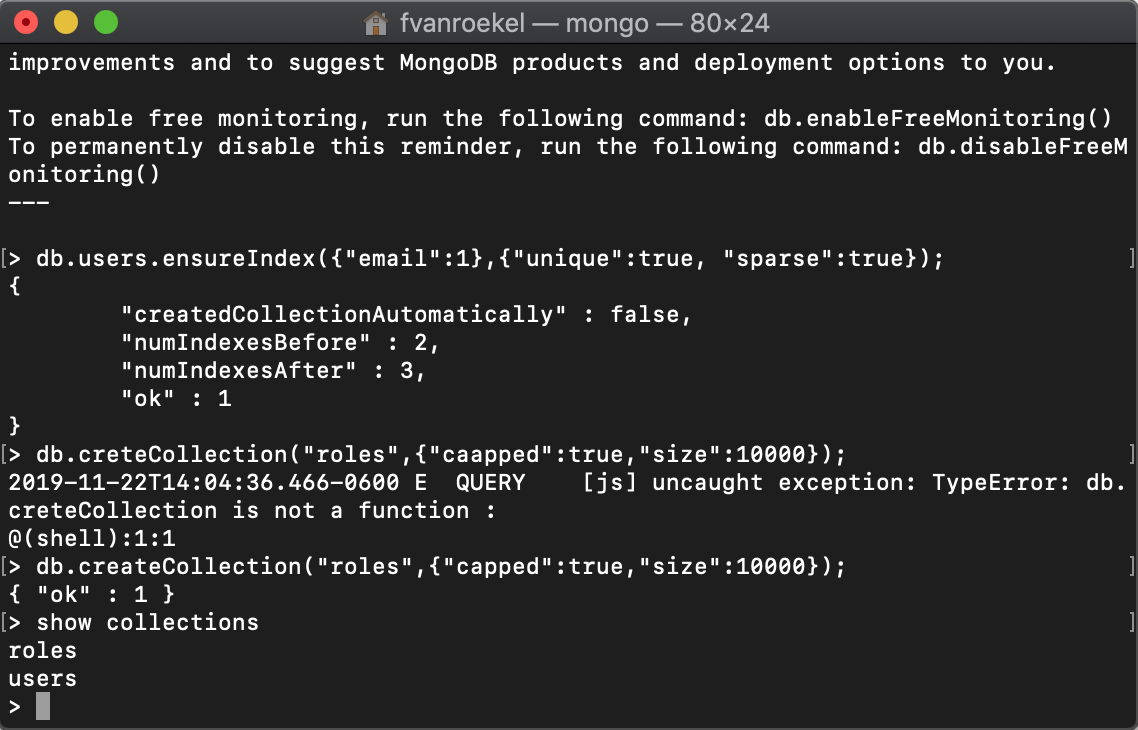 fvanroekel — mongo — 80×24
improvements and to suggest MongoDB products and deployment options to you.
To enable free monitoring, run the following command: db.enableFreeMonitoring()
To permanently disable this reminder, run the following command: db.disableFreeM
onitoring()
---
[> db.users.ensureIndex({"email":1},{"unique":true, "sparse":true}); ]
{
"createdCollectionAutomatically" : false,
"numIndexesBefore" : 2,
"numIndexesAfter" : 3,
"ok" : 1
}
[> db.creteCollection("roles",{"caapped":true,"size":10000}); ]
2019-11-22T14:04:36.466-0600 E  QUERY    [js] uncaught exception: TypeError: db.
creteCollection is not a function :
@(shell):1:1
[> db.createCollection("roles",{"capped":true,"size":10000}); ]
{ "ok" : 1 }
[> show collections ]
roles
users
>